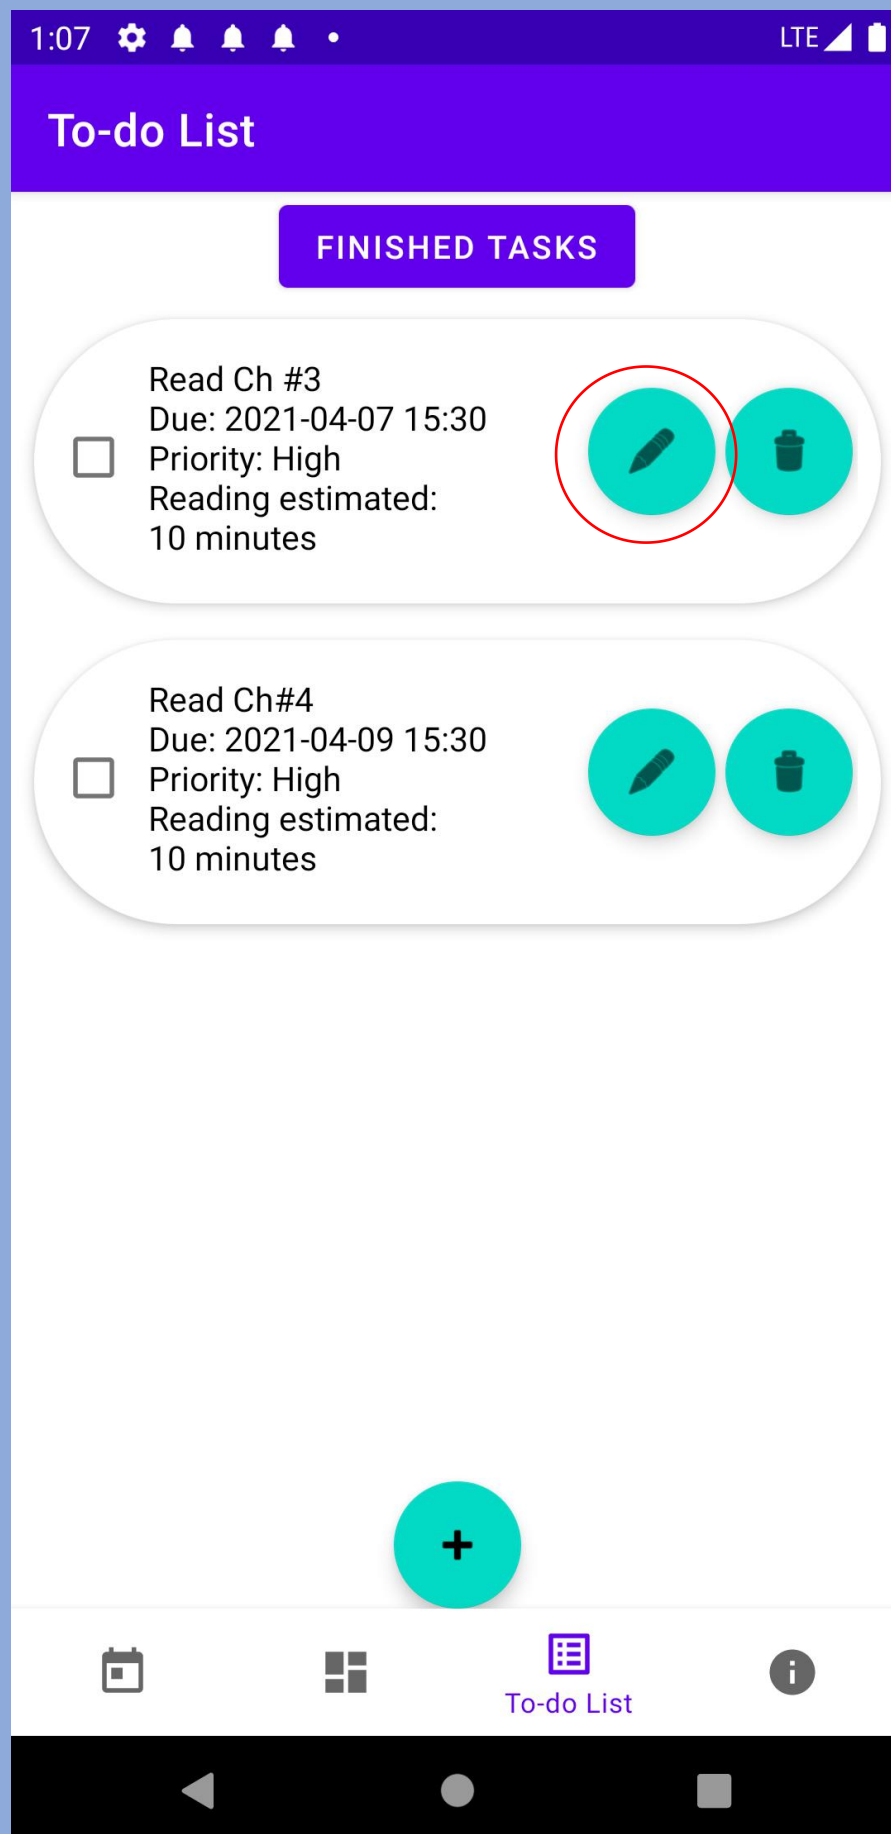 1:07 LTE
To-do List
FINISHED TASKS
Read Ch #3
Due: 2021-04-07 15:30
Priority: High
Reading estimated:
10 minutes
Read Ch#4
Due: 2021-04-09 15:30
Priority: High
Reading estimated:
10 minutes
To-do List